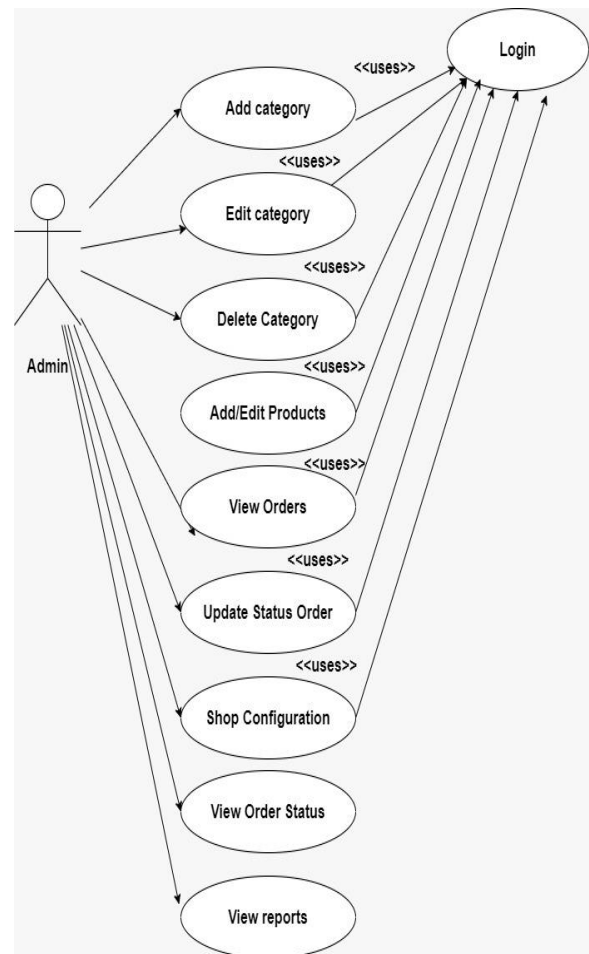 Login
<<uses>>
Add category
<<uses>>
Edit category
<<uses>>
Delete Category
Admin
<<uses>>
Add/Edit Products
<<uses>>
View Orders
<<uses>>
Update Status Order
<<uses>>
Shop Configuration
View Order Status
View reports